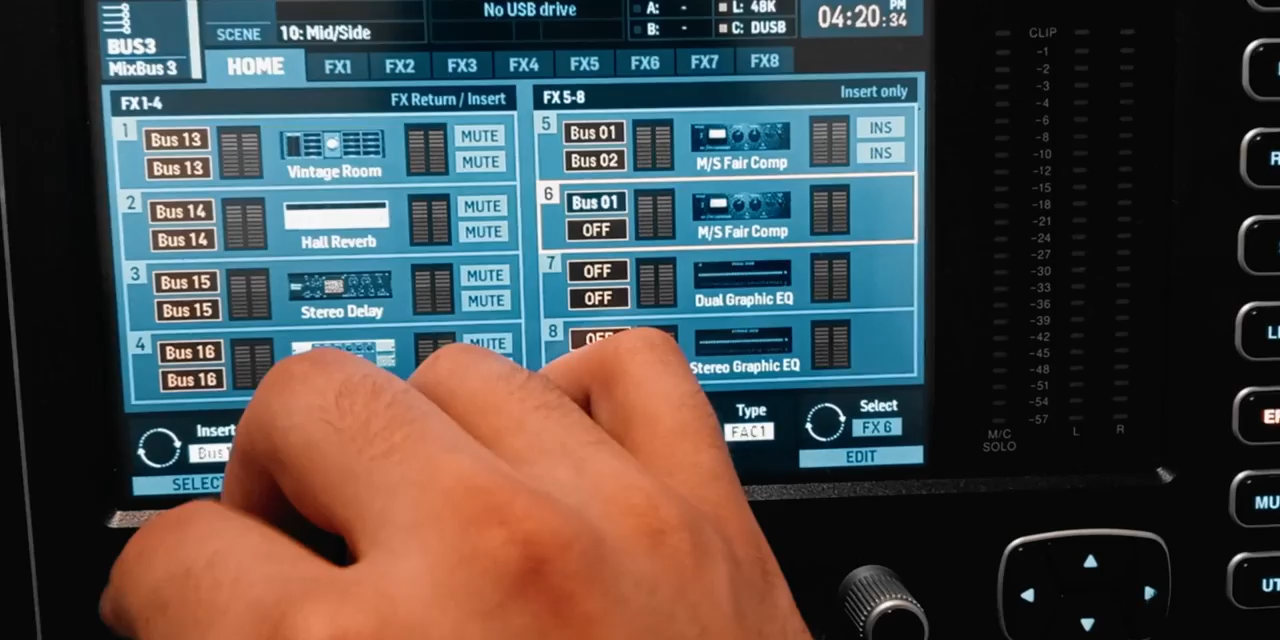 No USB drive
A: - L: 48K
B: - C: DUSB
PM
04:20:34
BUS3
MixBus 3
SCENE 10: Mid/Side
HOME FX1 FX2 FX3 FX4 FX5 FX6 FX7 FX8
FX1-4 FX Return / Insert
1 Bus 13 MUTE
Bus 13 MUTE
Vintage Room
2 Bus 14 MUTE
Bus 14 MUTE
Hall Reverb
3 Bus 15 MUTE
Bus 15 MUTE
Stereo Delay
4 Bus 16 MUTE
Bus 16
FX 5-8 Insert only
5 Bus 01 INS
Bus 02 INS
M/S Fair Comp
6 Bus 01
OFF
M/S Fair Comp
7 OFF
OFF
Dual Graphic EQ
8 OFF
Stereo Graphic EQ
Insert
Bus
SELECT
Type
FAC1
Select
FX 6
EDIT
CLIP
-1
-2
-3
-4
-6
-8
-10
-12
-15
-18
-21
-24
-27
-30
-33
-36
-39
-42
-45
-48
-51
-54
-57
M/C
SOLO
L R
R
MU
UT